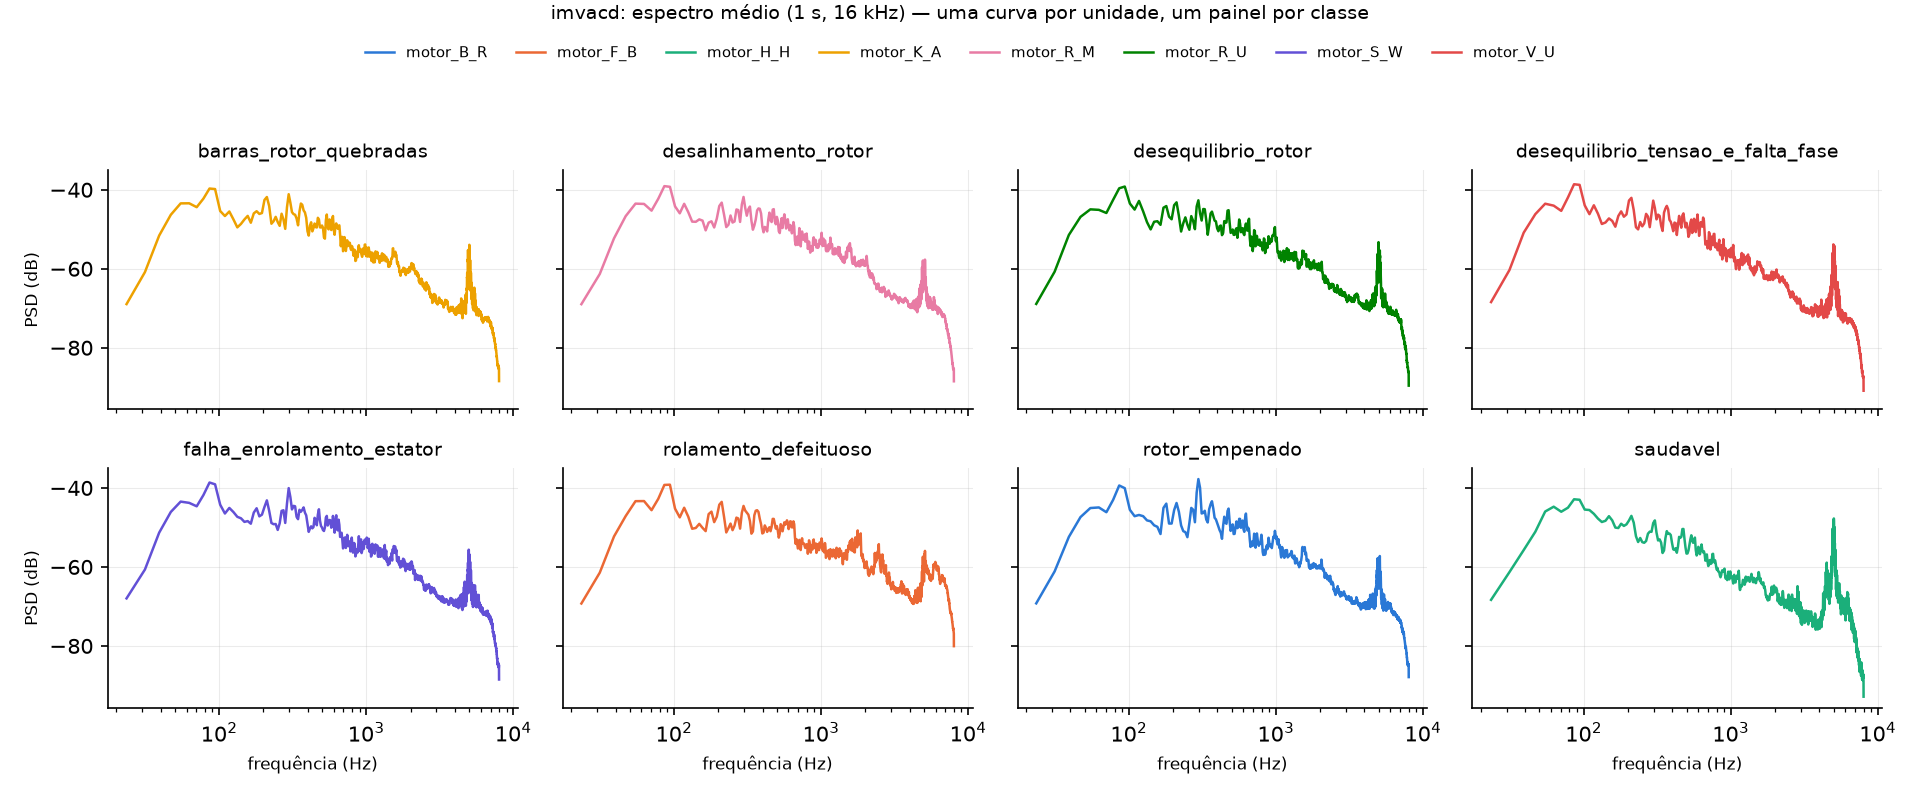 imvacd: espectro médio (1 s, 16 kHz) — uma curva por unidade, um painel por classe
motor_B_R motor_F_B motor_H_H motor_K_A motor_R_M motor_R_U motor_S_W motor_V_U
barras_rotor_quebradas desalinhamento_rotor desequilibrio_rotor desequilibrio_tensao_e_falta_fase
−40
−60
−80
PSD (dB)
falha_enrolamento_estator rolamento_defeituoso rotor_empenado saudavel
−40
−60
−80
PSD (dB)
10² 10³ 10⁴ 10² 10³ 10⁴ 10² 10³ 10⁴ 10² 10³ 10⁴
frequência (Hz) frequência (Hz) frequência (Hz) frequência (Hz)